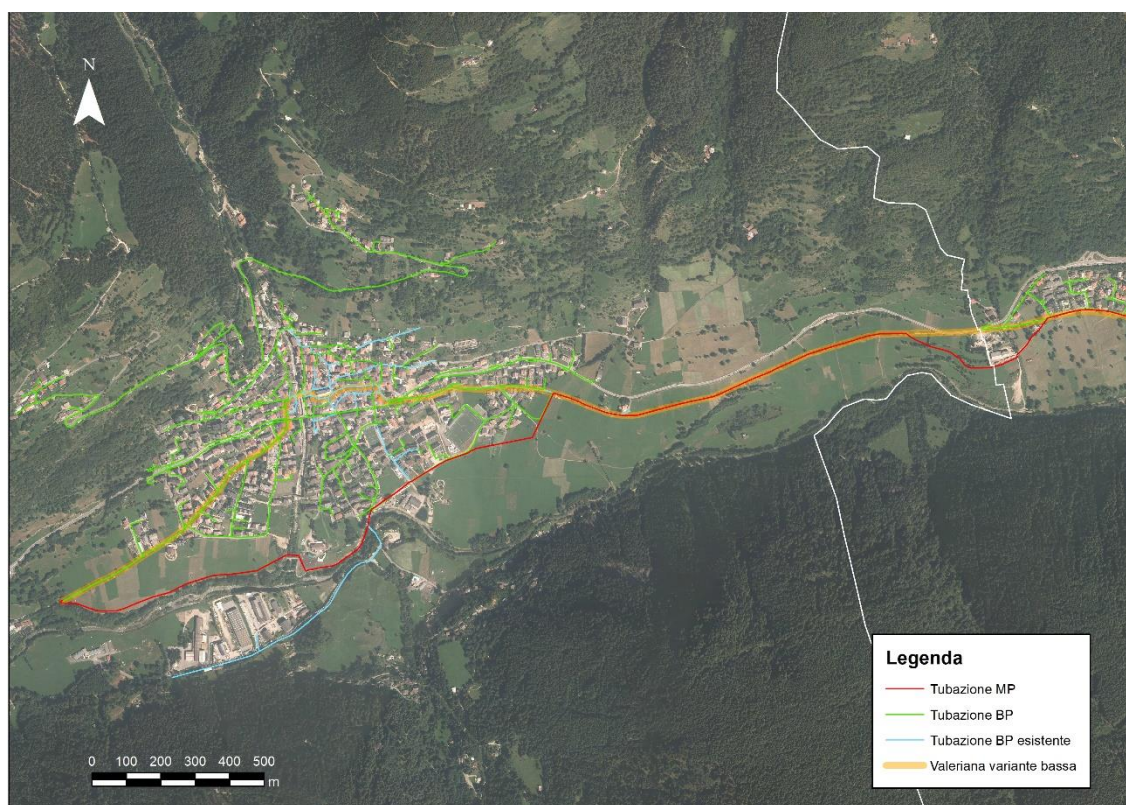 N
0 100 200 300 400 500
m
Legenda
Tubazione MP
Tubazione BP
Tubazione BP esistente
Valeriana variante bassa